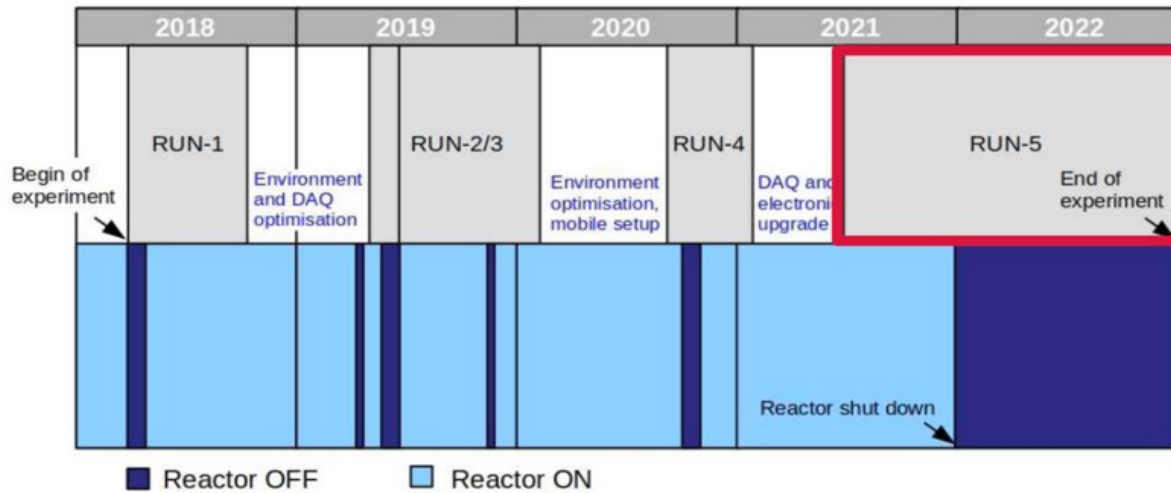 2018 2019 2020 2021 2022
RUN-1
RUN-2/3
RUN-4
RUN-5
Begin of
experiment
Environment
and DAQ
optimisation
Environment
optimisation,
mobile setup
DAQ and
electroni
upgrade
End of
experiment
Reactor shut down
Reactor OFF
Reactor ON